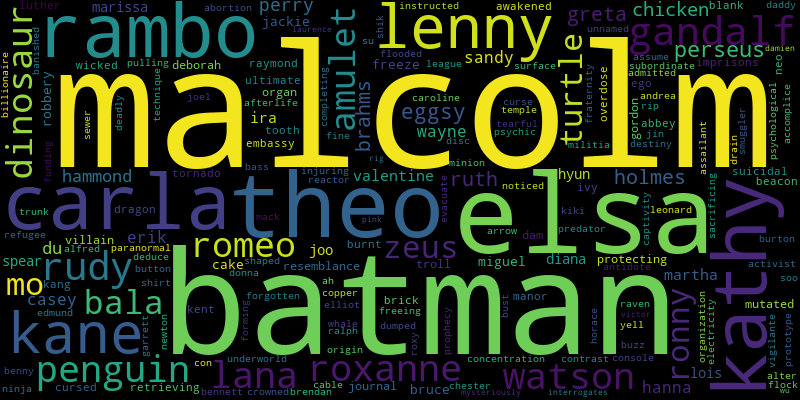 luther
marissa
abortion
perry
instructed
awakened
chicken
blank
daddy
rambo
jackie
shik
su
lenny
greta
gandalf
laurence
unnamed
damien
dinosaur
banished
wicked
pulling
deborah
raymond
freeze
flooded
league
sandy
surface
perseus
assume
subordinate
imprisons
neo
billionaire
robbery
malcolm
amulet
turtle
admitted
technique
ultimate
organ
afterlife
completing
brahms
eggsy
caroline
curse
temple
overdose
fraternity
ego
andrea
rip
accomplice
psychological
sewer
deadly
joel
ira
tooth
fine
wayne
tearful
psychic
gordon
abbey
jin
destiny
smuggler
embassy
disc
militia
assailant
drain
funding
hammond
tornado
bass
rig
minion
injuring
reactor
valentine
ruth
noticed
hyun
ivy
holmes
suicidal
beacon
carla
theo
elsa
kathy
trunk
dragon
mack
pink
evacuate
kiki
leonard
captivity
sacrificing
refugee
villain
erik
alfred
paranormal
arrow
dam
predator
burton
du
romeo
joo
burnt
zeus
miguel
diana
protecting
activist
spear
rudy
deduce
cake
shaped
resemblance
troll
antidote
martha
soo
mo
kang
button
shirt
donna
ah
copper
brick
manor
raven
organization
electricity
mutated
casey
bala
kent
forgotten
elliot
freeing
batman
victor
ronny
vigilante
prototype
edmund
newton
forming
whale
dumped
prophecy
bust
horace
yell
kane
garrett
ralph
roxy
buzz
origin
underworld
concentration
contrast
console
lois
benny
penguin
con
lana
roxanne
watson
alter
ninja
cursed
retrieving
cable
journal
bruce
chester
hanna
flock
bennett
crowned
brendan
mysteriously
interrogates
wu